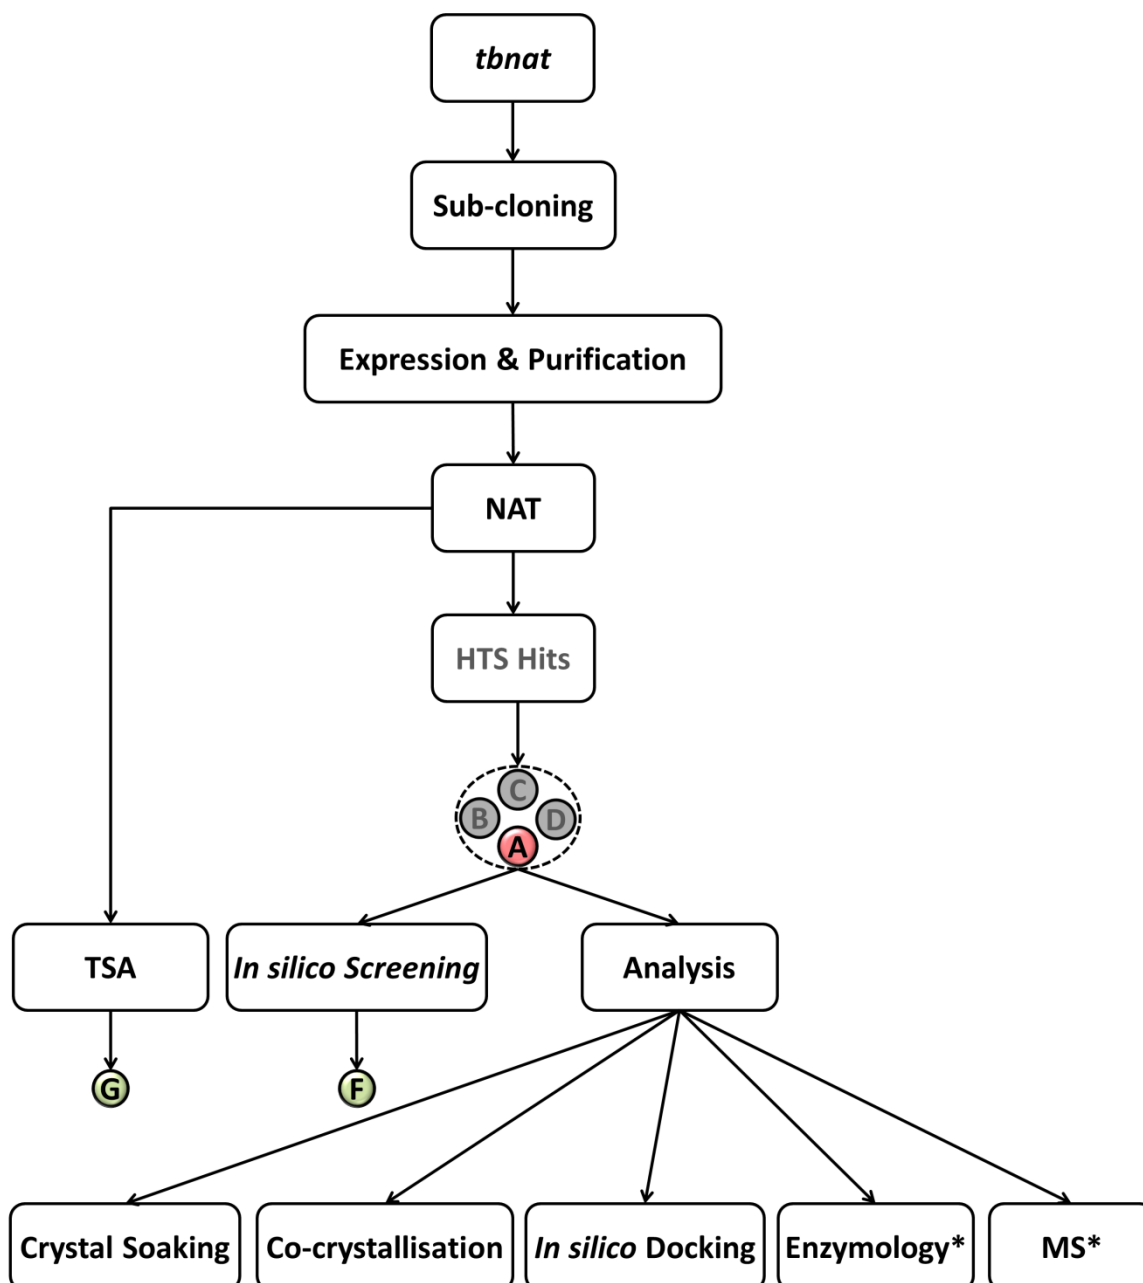 tbnat
Sub-cloning
Expression & Purification
NAT
HTS Hits
C
B
D
A
TSA
In silico Screening
Analysis
G
F
Crystal Soaking
Co-crystallisation
In silico Docking
Enzymology*
MS*